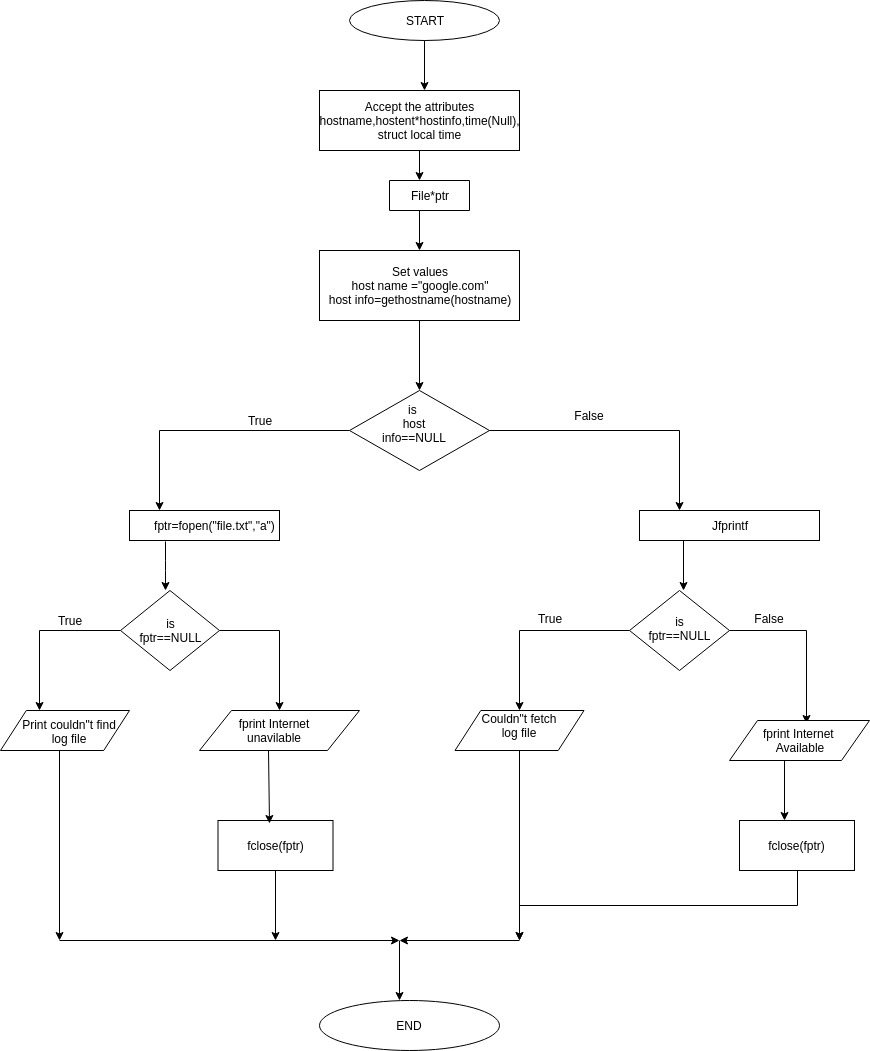 START
Accept the attributes
hostname,hostent*hostinfo,time(Null),
struct local time
File*ptr
Set values
host name ="google.com"
host info=gethostname(hostname)
is
host
info==NULL
True
False
fptr=fopen("file.txt","a")
Jfprintf
is
fptr==NULL
True
is
fptr==NULL
True
False
Print couldn"t find
log file
fprint Internet
unavilable
Couldn"t fetch
log file
fprint Internet
Available
fclose(fptr)
fclose(fptr)
END